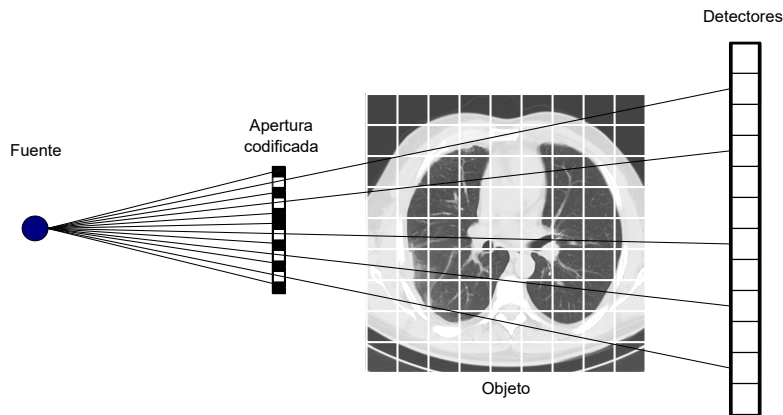 Detectores
Apertura
codificada
Fuente
Objeto